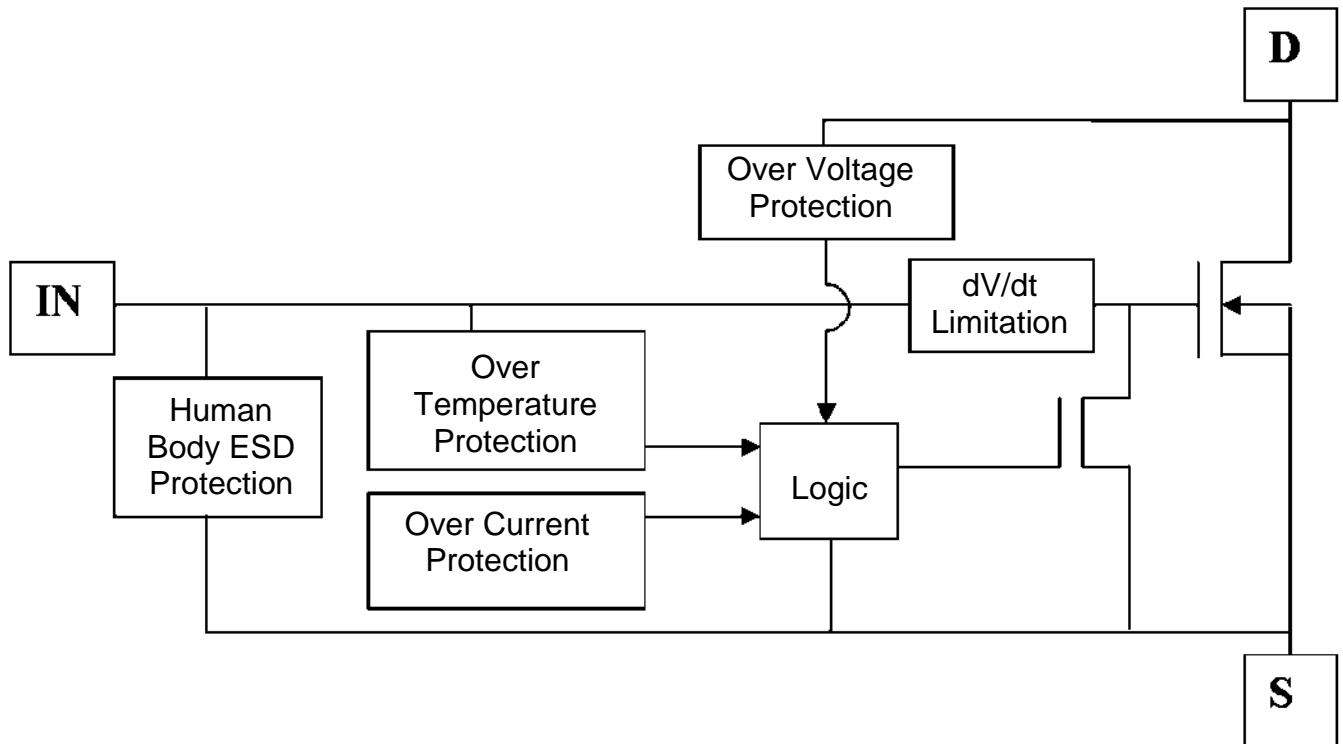 D
Over Voltage
Protection
IN
dV/dt
Limitation
Over
Temperature
Protection
Human
Body ESD
Protection
Logic
Over Current
Protection
S